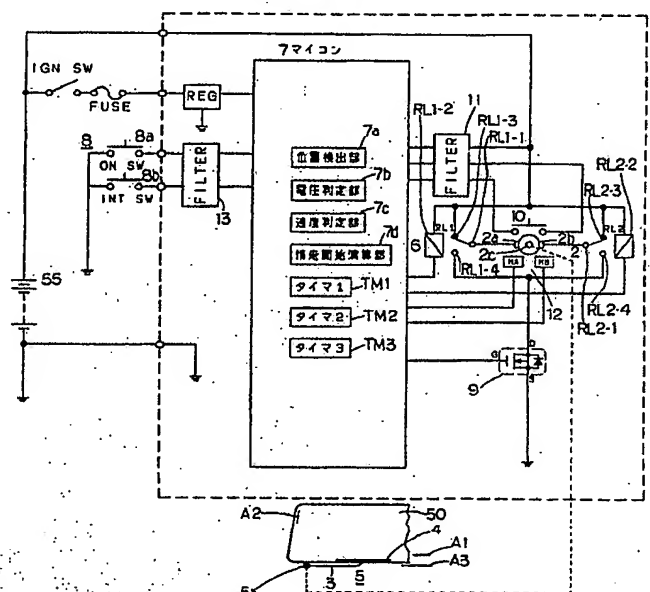 7マイコン
IGN SW
FUSE
REG
8
8a
ON SW
8b
INT SW
FILTER
13
55
位置検出部
7a
電圧判定部
7b
速度判定部
7c
払拭開始演算部
7d
タイマ1
TM1
タイマ2
TM2
タイマ3
TM3
RL1-2
11
FILTER
RL1-3
RL1-1
RL2-3
RL2-2
RL1
10
RL2
6
2a
2b
2c
2
MA
MB
RL1-4
12
RL2-4
RL2-1
9
A2
50
4
A1
A3
3
5